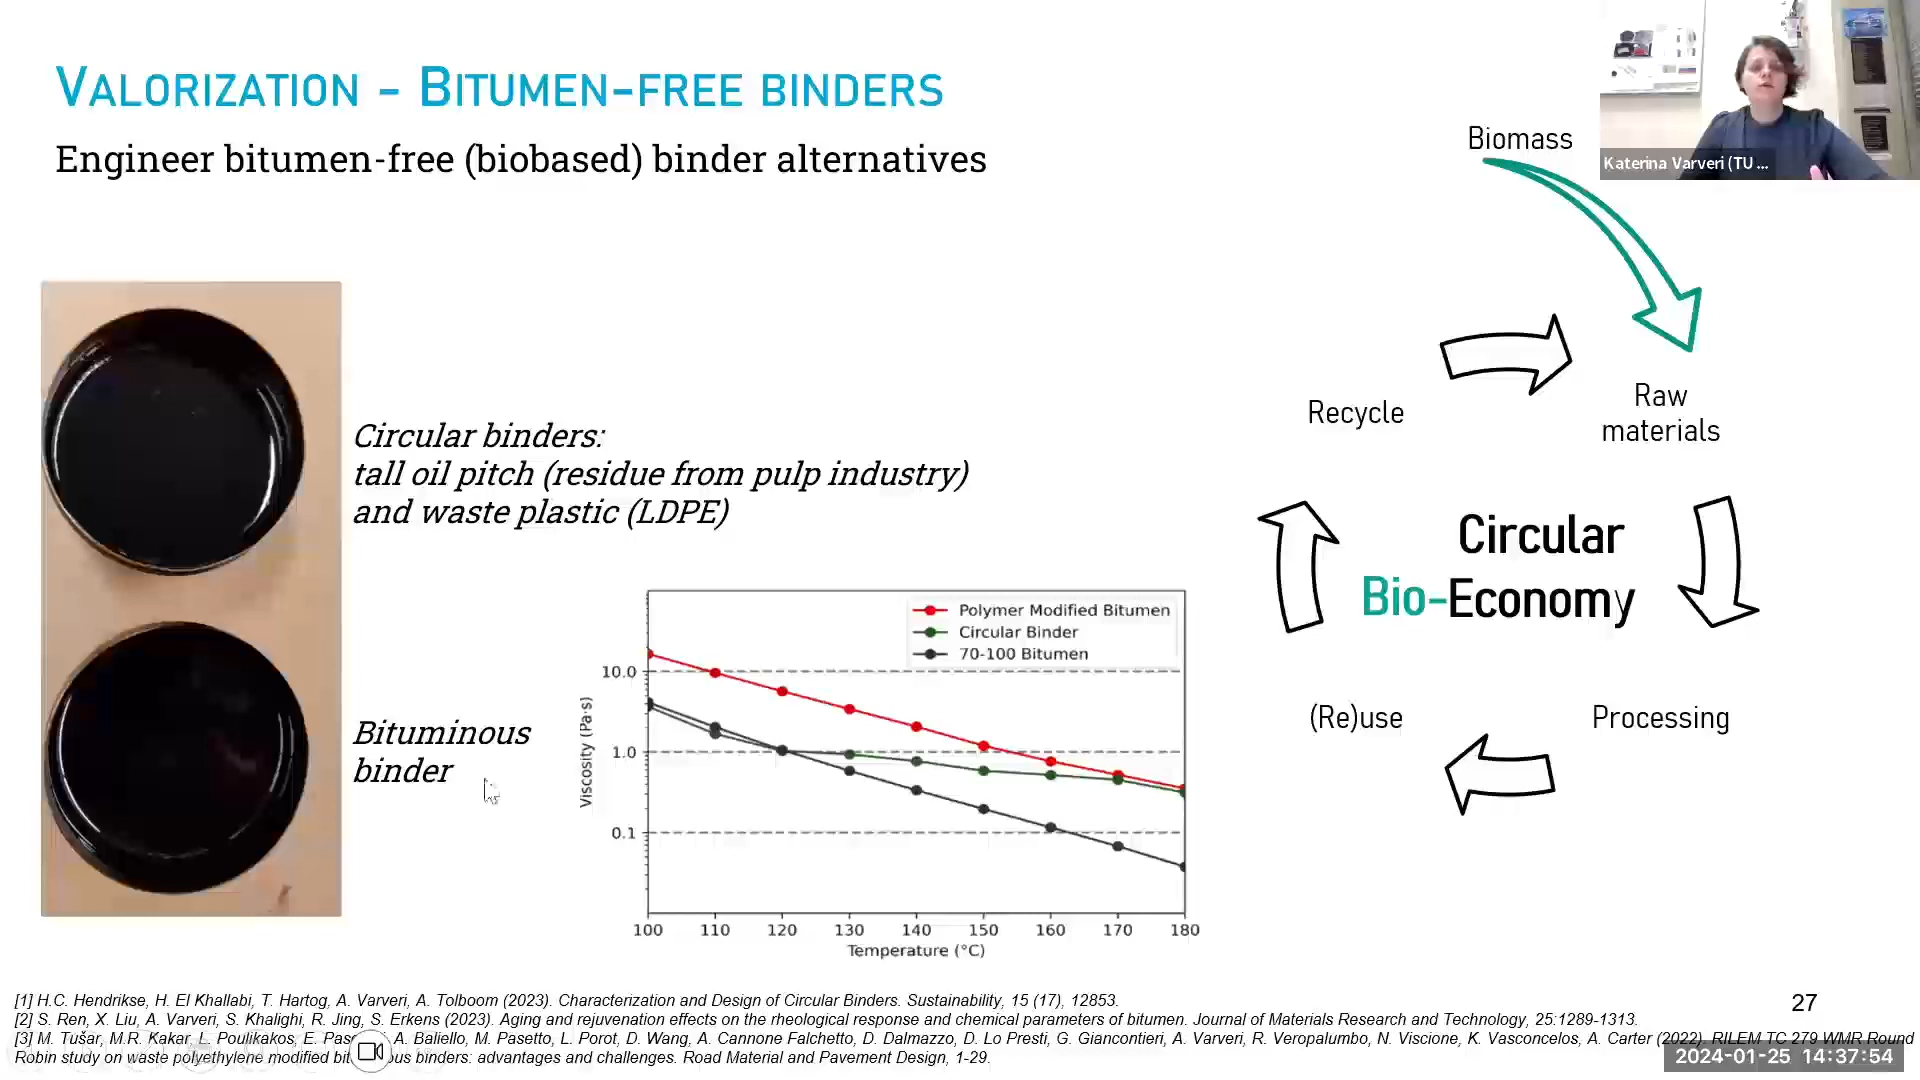 VALORIZATION - BITUMEN-FREE BINDERS
Engineer bitumen-free (biobased) binder alternatives
Katerina Varveri (TU ...
Biomass
Recycle
Raw
materials
Circular
Bio-Economy
(Re)use
Processing
Circular binders:
tall oil pitch (residue from pulp industry)
and waste plastic (LDPE)
Bituminous
binder
Polymer Modified Bitumen
Circular Binder
70-100 Bitumen
10.0
1.0
0.1
Viscosity (Pa·s)
100 110 120 130 140 150 160 170 180
Temperature (°C)
[1] H.C. Hendrikse, H. El Khallabi, T. Hartog, A. Varveri, A. Tolboom (2023). Characterization and Design of Circular Binders. Sustainability, 15 (17), 12853.
27
[2] S. Ren, X. Liu, A. Varveri, S. Khalighi, R. Jing, S. Erkens (2023). Aging and rejuvenation effects on the rheological response and chemical parameters of bitumen. Journal of Materials Research and Technology, 25:1289-1313.
[3] M. Tušar, M.R. Kakar, L. Poulikakos, E. A. Baliello, M. Pasetto, L. Porot, D. Wang, A. Cannone Falchetto, D. Dalmazzo, D. Lo Presti, G. Giancontieri, A. Varveri, R. Veropalumbo, N. Viscione, K. Vasconcelos, A. Carter (2022). RILEM TC 279 WMR Round
Robin study on waste polyethylene modified binders: advantages and challenges. Road Material and Pavement Design, 1-29.
2024-01-25 14:37:54